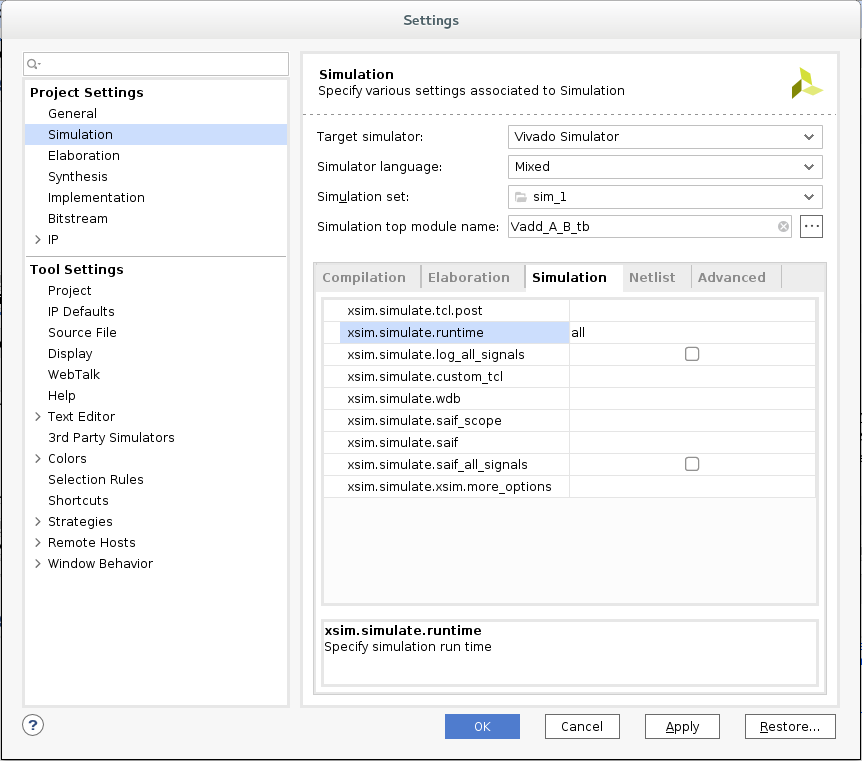 Settings
Project Settings
General
Simulation
Elaboration
Synthesis
Implementation
Bitstream
IP
Tool Settings
Project
IP Defaults
Source File
Display
WebTalk
Help
Text Editor
3rd Party Simulators
Colors
Selection Rules
Shortcuts
Strategies
Remote Hosts
Window Behavior
Simulation
Specify various settings associated to Simulation
Target simulator: Vivado Simulator
Simulator language: Mixed
Simulation set: sim_1
Simulation top module name: Vadd_A_B_tb ...
Compilation Elaboration Simulation Netlist Advanced
xsim.simulate.tcl.post
xsim.simulate.runtime all
xsim.simulate.log_all_signals
xsim.simulate.custom_tcl
xsim.simulate.wdb
xsim.simulate.saif_scope
xsim.simulate.saif
xsim.simulate.saif_all_signals
xsim.simulate.xsim.more_options
xsim.simulate.runtime
Specify simulation run time
? OK Cancel Apply Restore...